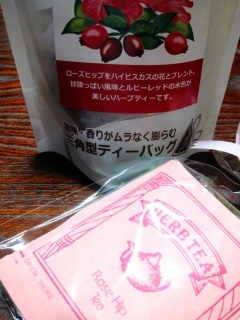 ローズヒップをハイビスカスの花とブレンド。
甘酸っぱい風味とルビーレッドの水色が
美しいハーブティーです。
香りがムラなく膨らむ
三角型ティーバッグ
HERB TEA
Rose Hip
Tea
OPEN HERE